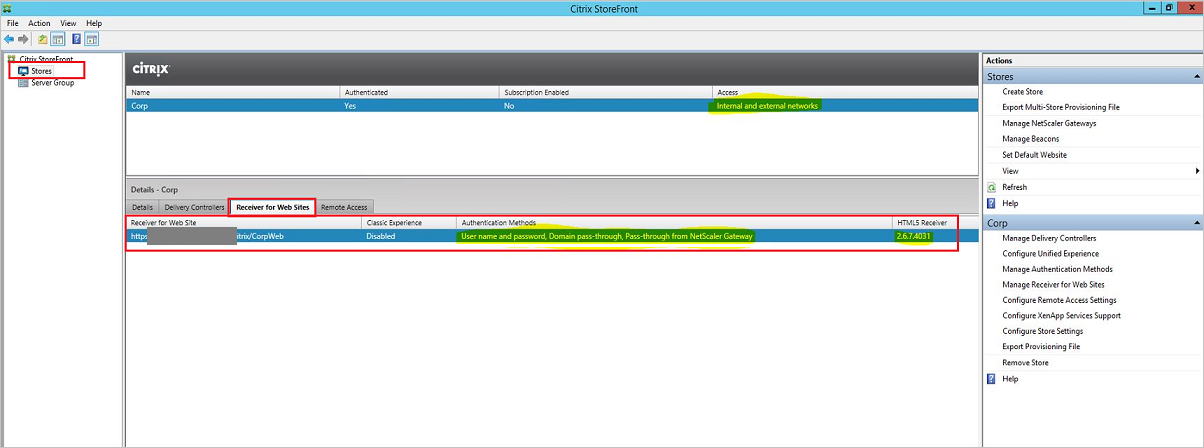 Citrix StoreFront
File Action View Help
Citrix StoreFront
Stores
Server Group
CITRIX
Name Authenticated Subscription Enabled Access
Corp Yes No Internal and external networks
Details - Corp
Details Delivery Controllers Receiver for Web Sites Remote Access
Receiver for Web Site Classic Experience Authentication Methods HTML5 Receiver
https itrix/CorpWeb Disabled User name and password, Domain pass-through, Pass-through from NetScaler Gateway 2.6.7.4031
Actions
Stores
Create Store
Export Multi-Store Provisioning File
Manage NetScaler Gateways
Manage Beacons
Set Default Website
View
Refresh
Help
Corp
Manage Delivery Controllers
Configure Unified Experience
Manage Authentication Methods
Manage Receiver for Web Sites
Configure Remote Access Settings
Configure XenApp Services Support
Configure Store Settings
Export Provisioning File
Remove Store
Help